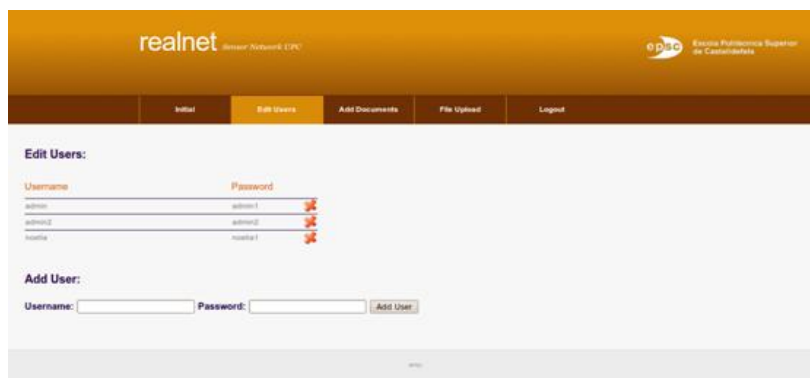 realnet Sensor Network UPC
epsc Escola Politècnica Superior
de Castelldefels
Initial Edit Users Add Documents File Upload Logout
Edit Users:
Username Password
admin admin1
admin2 admin2
noelia noelia1
Add User:
Username: Password: Add User